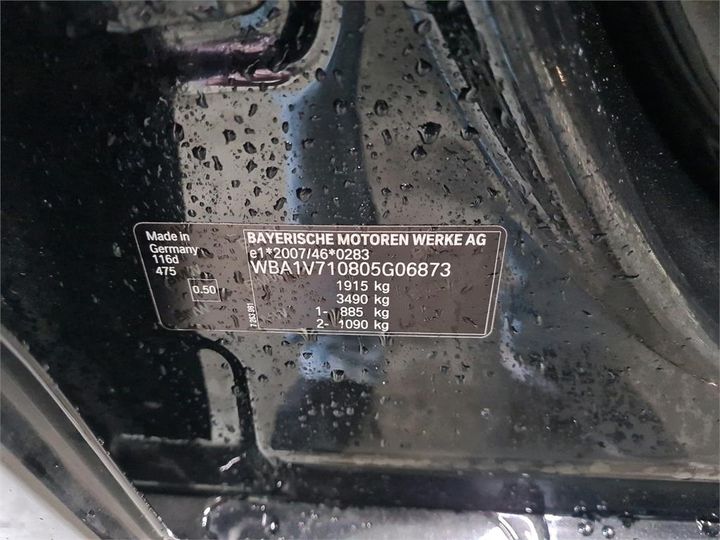 Made in
Germany
116d
475
0.50
BAYERISCHE MOTOREN WERKE AG
e1*2007/46*0283
WBA1V710805G06873
1915 kg
3490 kg
1- 885 kg
2- 1090 kg